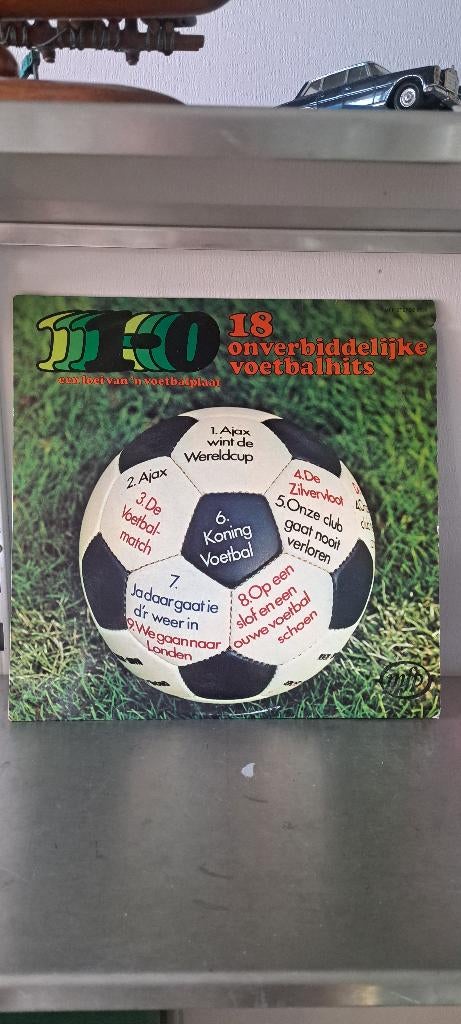 1-0
18
onverbiddelijke
voetbalhits
een loei van 'n voetbalplaat
1. Ajax
wint de
Wereldcup
2. Ajax
3. De
Voetbal-
match
4. De
Zilvervloot
5. Onze club
gaat nooit
verloren
6.
Koning
Voetbal
7.
Ja daar gaat ie
d'r weer in
8. Op een
slof en een
ouwe voetbal
schoen
9. We gaan naar
Londen
mfp